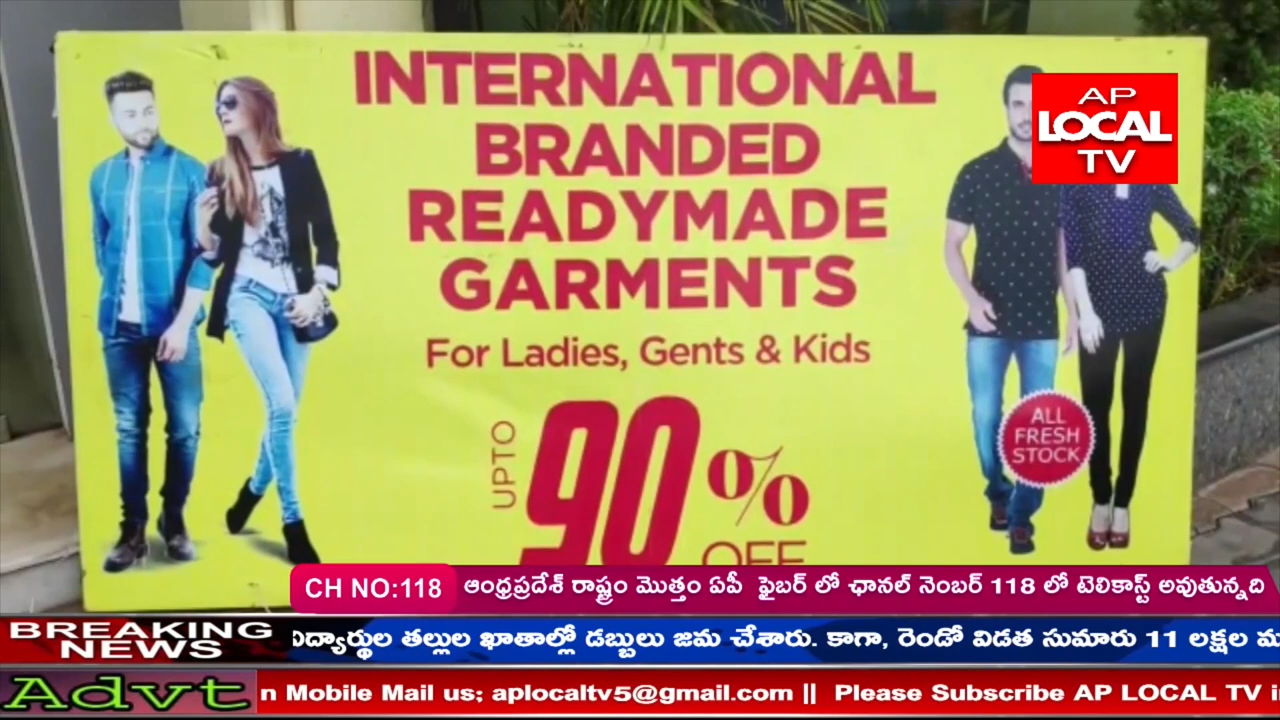 INTERNATIONAL
BRANDED
READYMADE
GARMENTS
For Ladies, Gents & Kids
UPTO
90%
OFF
ALL
FRESH
STOCK
AP
LOCAL
TV
CH NO:118 ఆంధ్రప్రదేశ్ రాష్ట్రం మొత్తం ఏపీ ఫైబర్ లో ఛానల్ నెంబర్ 118 లో టెలికాస్ట్ అవుతున్నది
BREAKING
NEWS
విద్యార్థుల తల్లుల ఖాతాల్లో డబ్బులు జమ చేశారు. కాగా, రెండో విడత సుమారు 11 లక్షల మ
Advt n Mobile Mail us; aplocaltv5@gmail.com || Please Subscribe AP LOCAL TV i